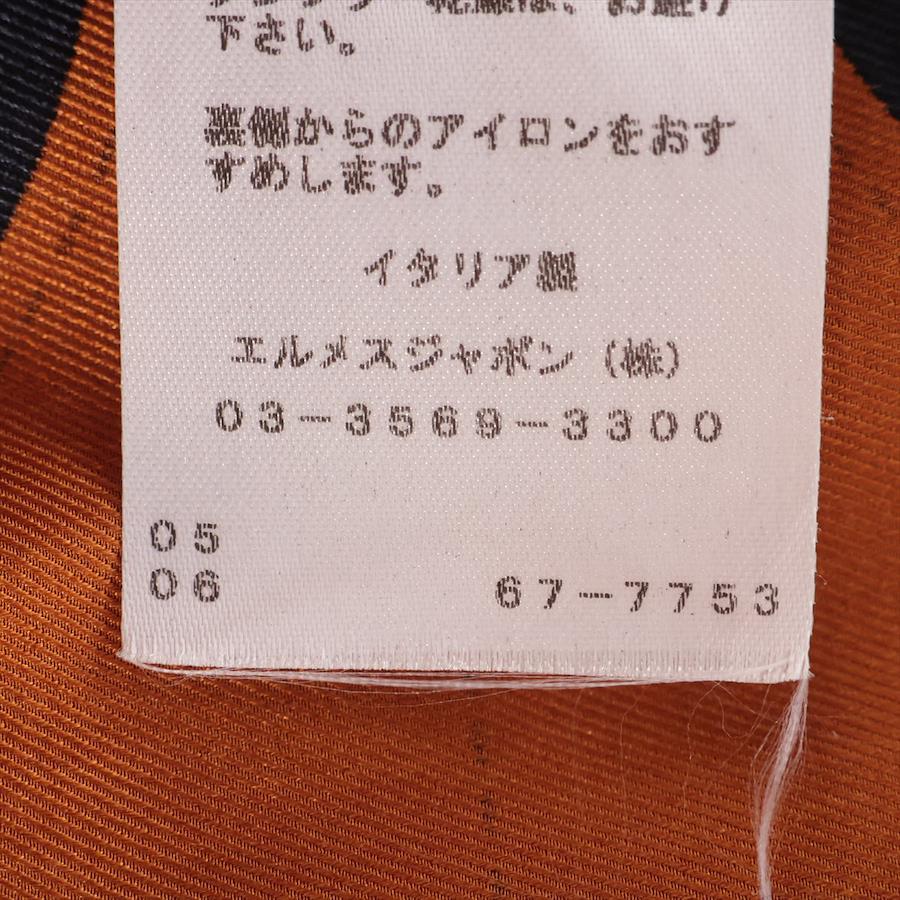 下さい。
裏側からのアイロンをおす
すめします。
イタリア製
エルメスジャポン（株）
03-3569-3300
05
06
67-7753